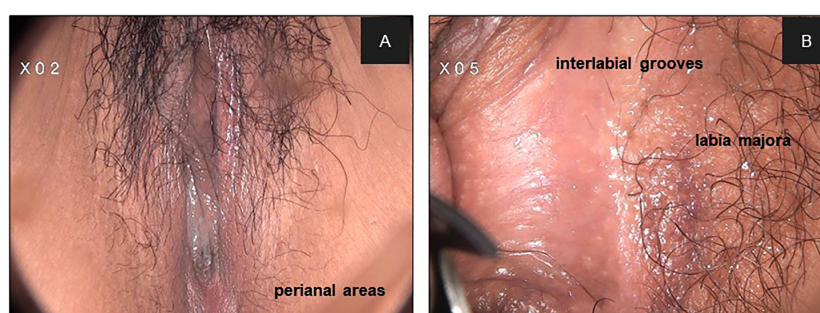 A
X02
perianal areas
B
X05
interlabial grooves
labia majora